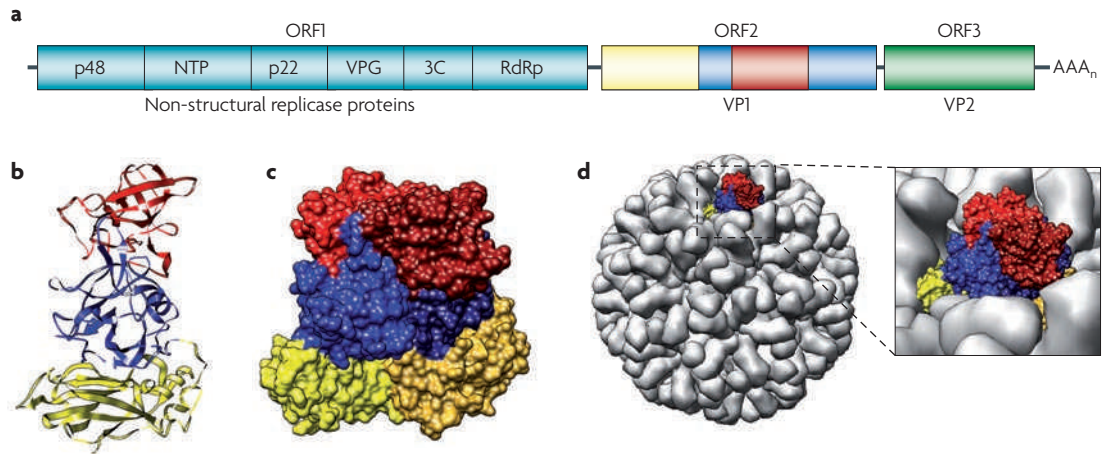 a
ORF1 ORF2 ORF3
p48 NTP p22 VPG 3C RdRp AAAn
Non-structural replicase proteins VP1 VP2
b c d